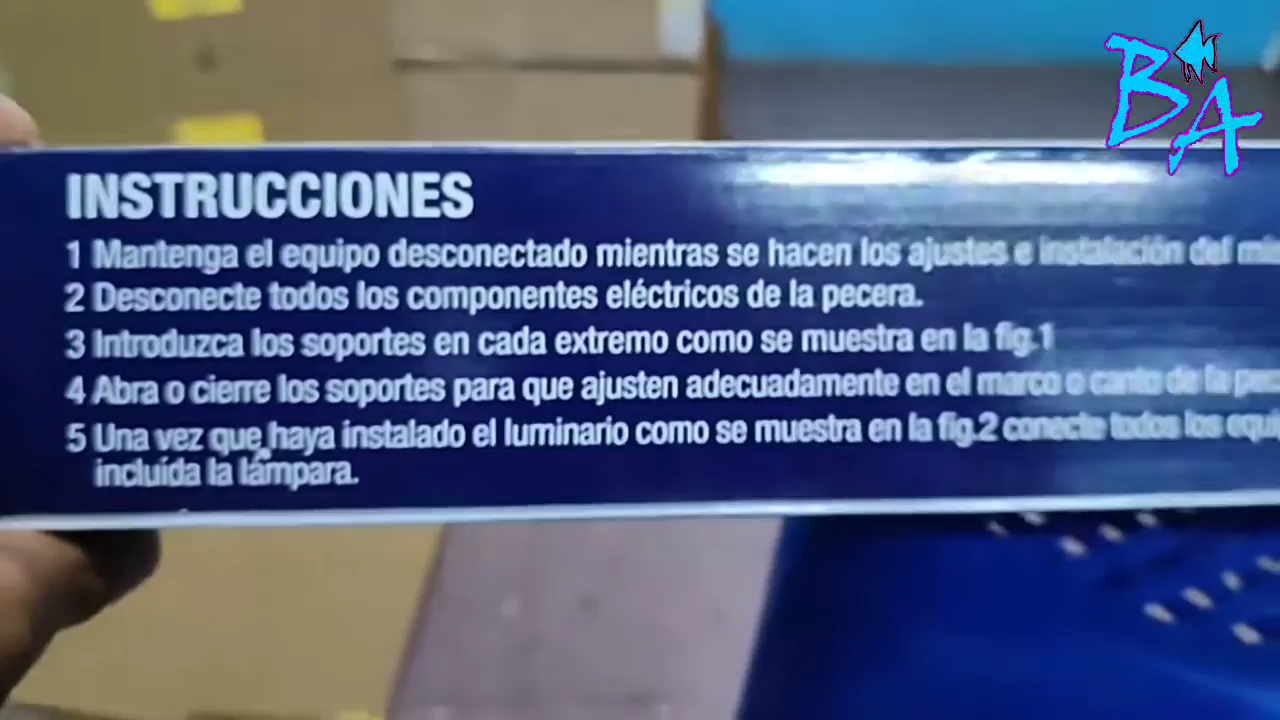 BA
INSTRUCCIONES
1 Mantenga el equipo desconectado mientras se hacen los ajustes e instalación del
2 Desconecte todos los componentes eléctricos de la pecera.
3 Introduzca los soportes en cada extremo como se muestra en la fig.1
4 Abra o cierre los soportes para que ajusten adecuadamente en el marco o canto de la
5 Una vez que haya instalado el luminario como se muestra en la fig.2 conecte todos los
incluída la lámpara.